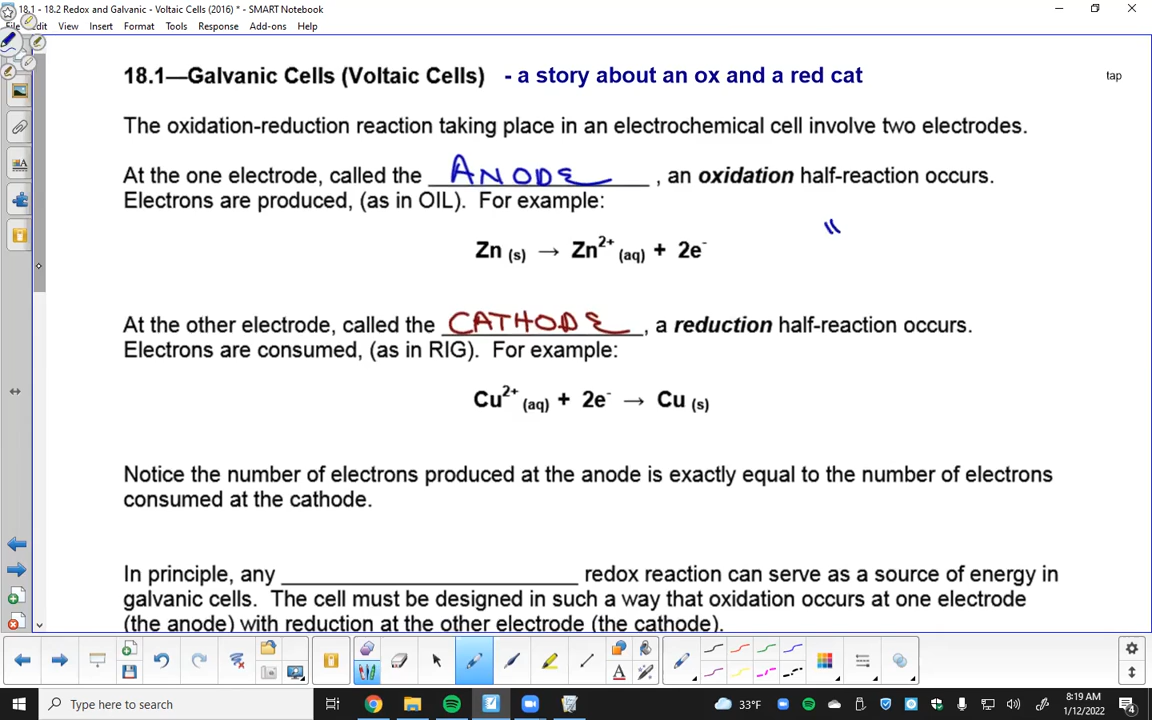 18.1 - 18.2 Redox and Galvanic - Voltaic Cells (2016) * - SMART Notebook
File Edit View Insert Format Tools Request Add-ons Help
18.1—Galvanic Cells (Voltaic Cells) - a story about an ox and a red cat
tap
The oxidation-reduction reaction taking place in an electrochemical cell involve two electrodes.
At the one electrode, called the ANODE, an oxidation half-reaction occurs.
Electrons are produced, (as in OIL). For example:
"
Zn (s) → Zn²⁺ (aq) + 2e⁻
At the other electrode, called the CATHODE, a reduction half-reaction occurs.
Electrons are consumed, (as in RIG). For example:
Cu²⁺ (aq) + 2e⁻ → Cu (s)
Notice the number of electrons produced at the anode is exactly equal to the number of electrons
consumed at the cathode.
In principle, any ____________________ redox reaction can serve as a source of energy in
galvanic cells. The cell must be designed in such a way that oxidation occurs at one electrode
(the anode) with reduction at the other electrode (the cathode).
Type here to search
33°F
8:19 AM
1/12/2022
4